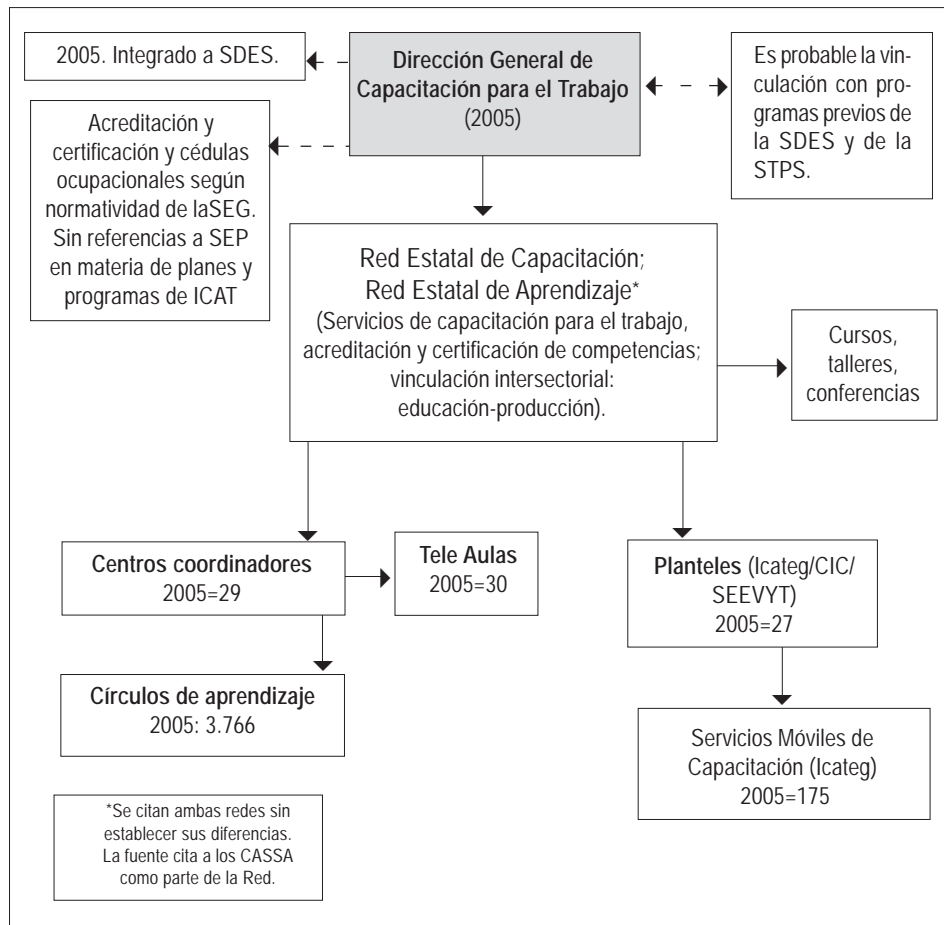 2005. Integrado a SDES.
Dirección General de
Capacitación para el Trabajo
(2005)
Es probable la vin-
culación con pro-
gramas previos de
la SDES y de la
STPS.
Acreditación y
certificación y cédulas
ocupacionales según
normatividad de laSEG.
Sin referencias a SEP
en materia de planes y
programas de ICAT
Red Estatal de Capacitación;
Red Estatal de Aprendizaje*
(Servicios de capacitación para el trabajo,
acreditación y certificación de competencias;
vinculación intersectorial:
educación-producción).
Cursos,
talleres,
conferencias
Centros coordinadores
2005=29
Tele Aulas
2005=30
Planteles (Icateg/CIC/
SEEVYT)
2005=27
Círculos de aprendizaje
2005: 3.766
Servicios Móviles de
Capacitación (Icateg)
2005=175
*Se citan ambas redes sin
establecer sus diferencias.
La fuente cita a los CASSA
como parte de la Red.